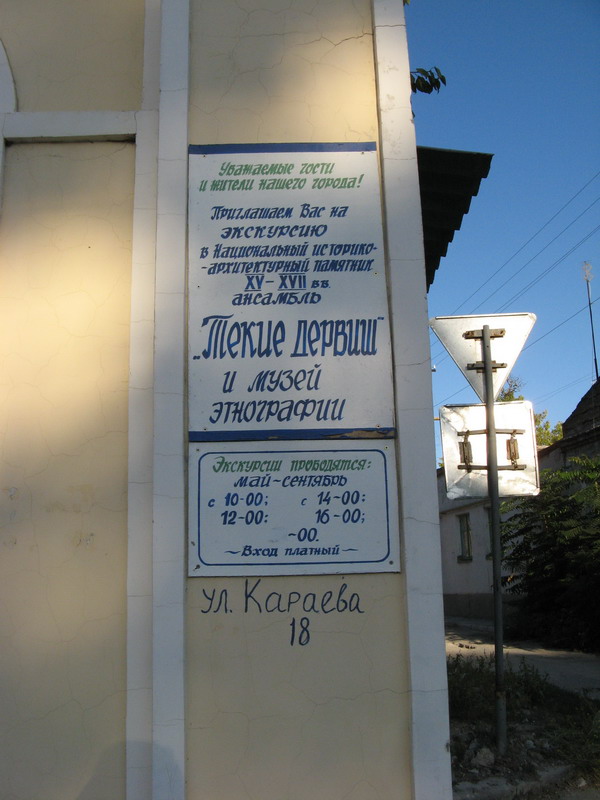 Уважаемые гости
и жители нашего города!
Приглашаем Вас на
экскурсию
в Национальный историко-
-архитектурный памятник
XV-XVII вв.
ансамбль
„Текие дервиш"
и музей
этнографии
Экскурсии проводятся:
май-сентябрь
с 10-00; с 14-00:
12-00: 16-00;
-00.
~Вход платный~
ул. Караева
18